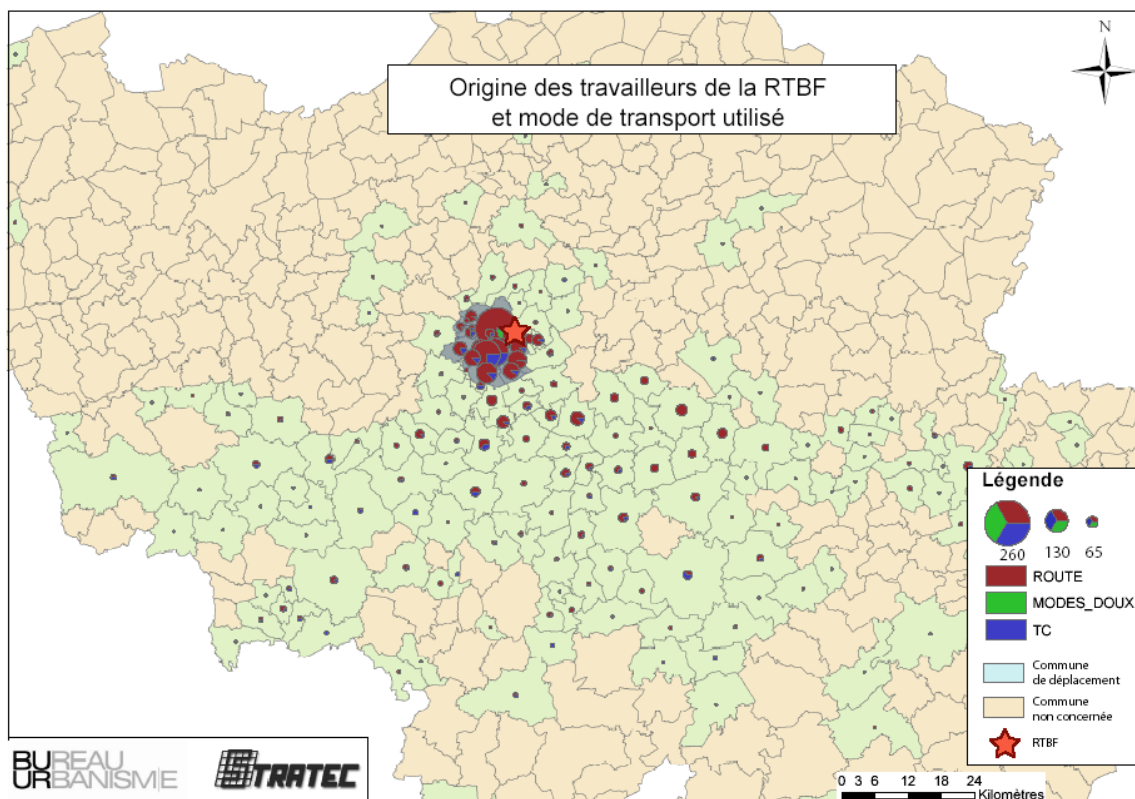 N
Origine des travailleurs de la RTBF
et mode de transport utilisé
Légende
260 130 65
ROUTE
MODES_DOUX
TC
Commune
de déplacement
Commune
non concernée
RTBF
BUREAU
URBANISME
STRATEC
0 3 6 12 18 24
Kilomètres